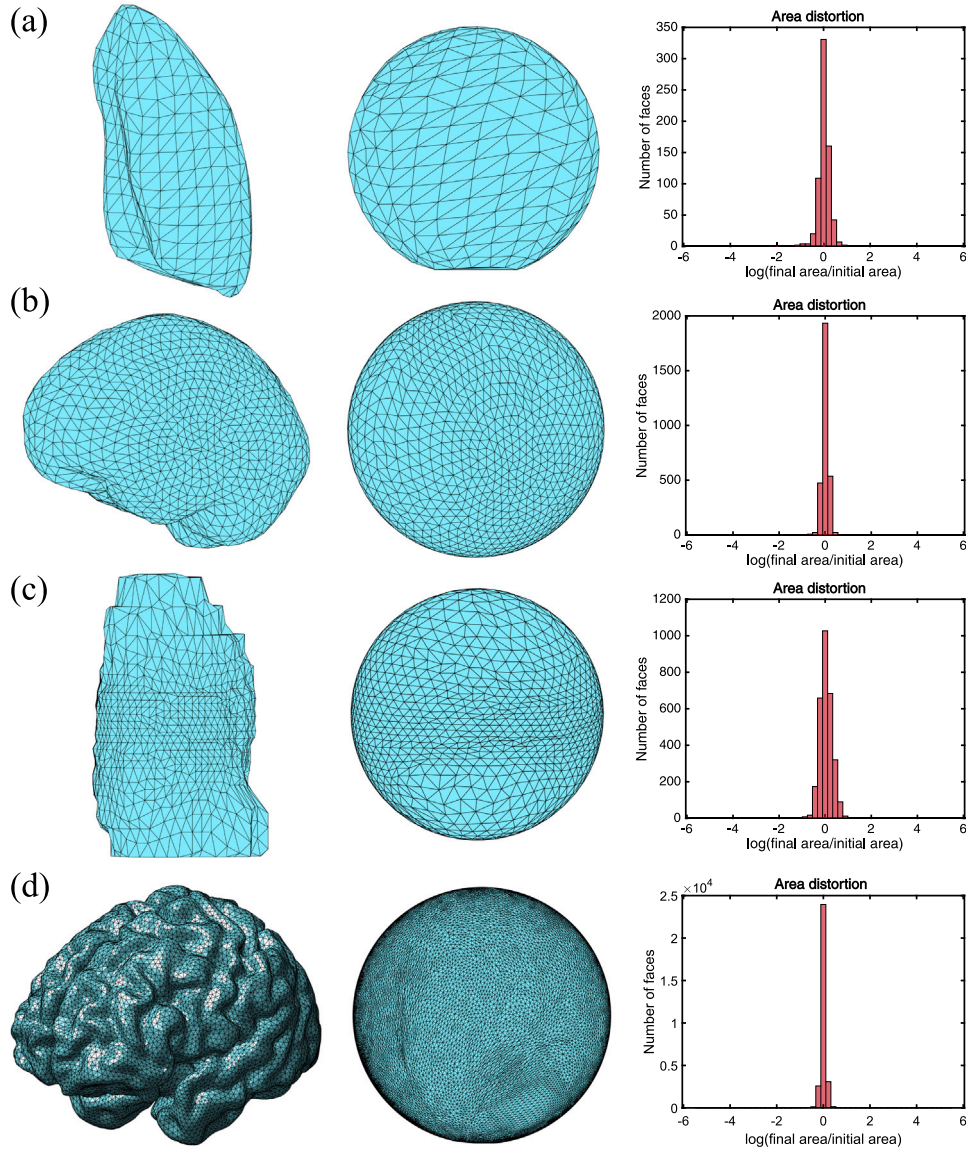 (a)
Area distortion
350
300
250
200
150
100
50
0
Number of faces
-6 -4 -2 0 2 4 6
log(final area/initial area)
(b)
Area distortion
2000
1500
1000
500
0
Number of faces
-6 -4 -2 0 2 4 6
log(final area/initial area)
(c)
Area distortion
1200
1000
800
600
400
200
0
Number of faces
-6 -4 -2 0 2 4 6
log(final area/initial area)
(d)
Area distortion
×10⁴
2.5
2
1.5
1
0.5
0
Number of faces
-6 -4 -2 0 2 4 6
log(final area/initial area)